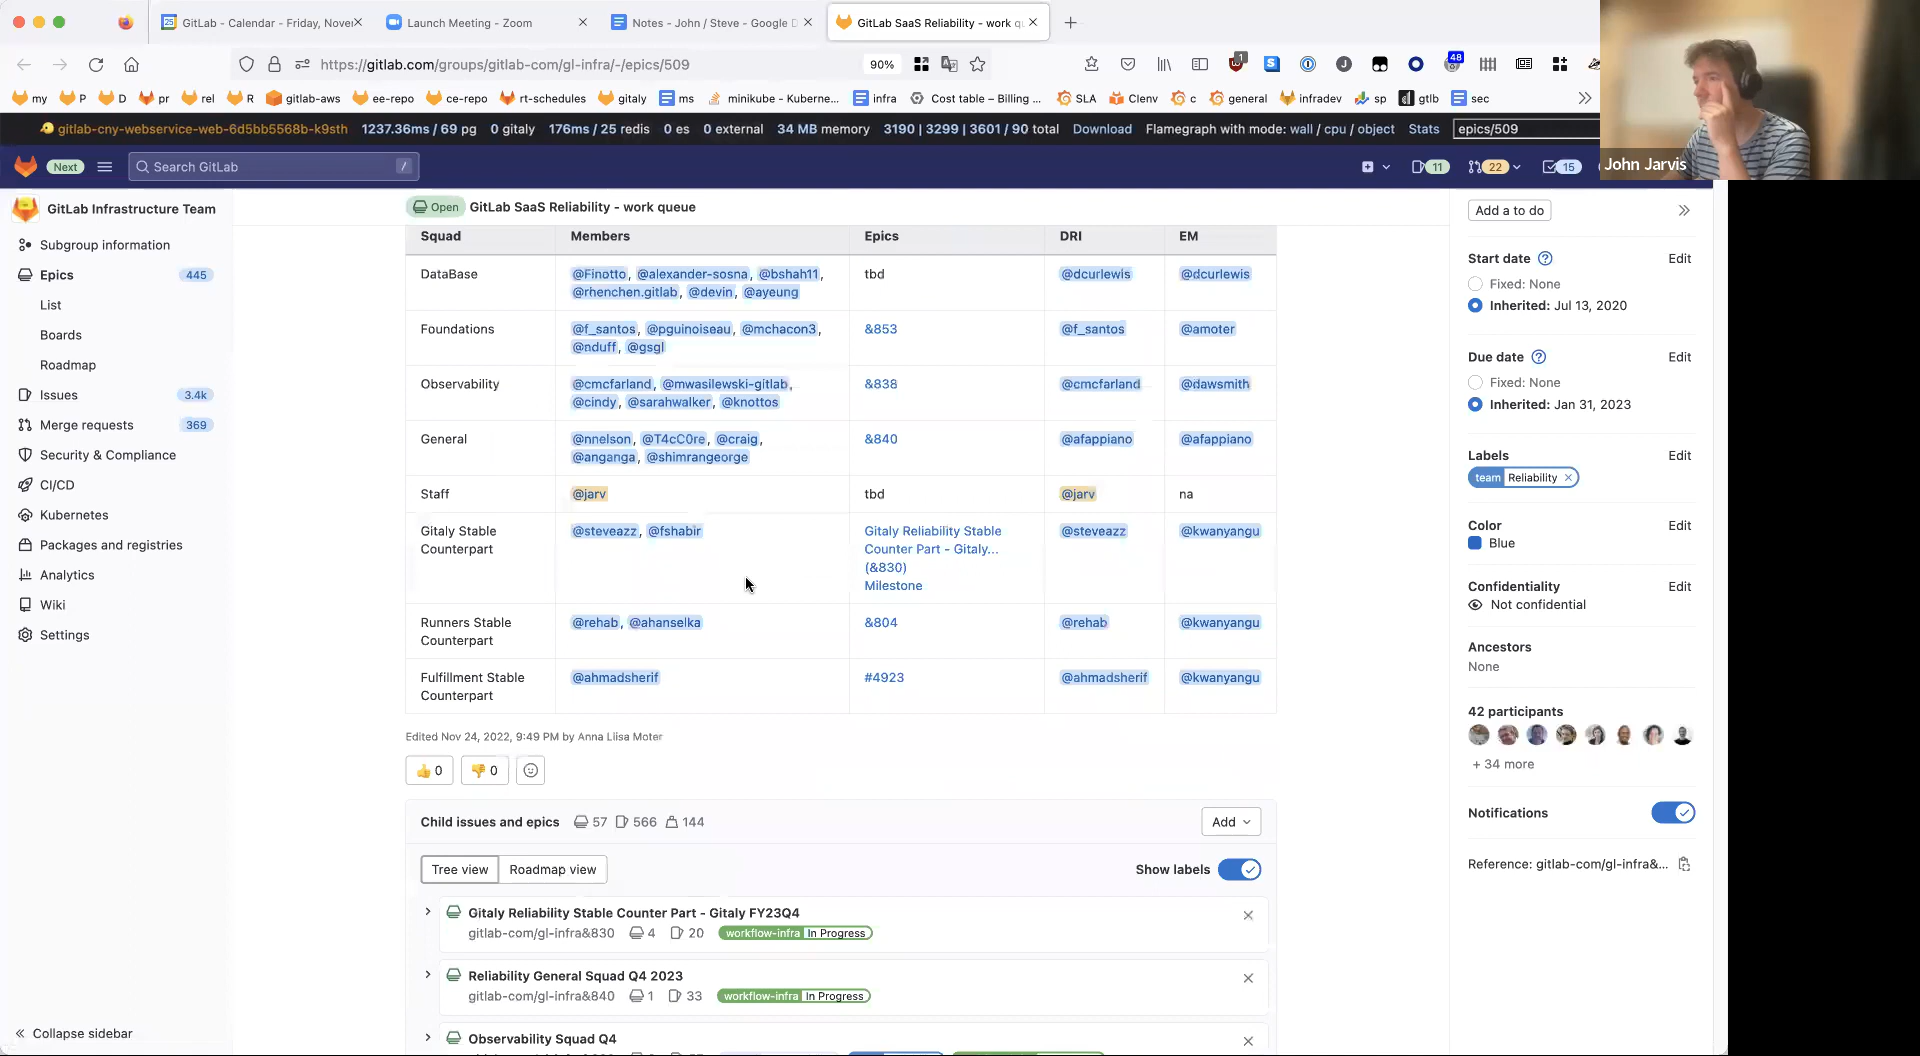 GitLab - Calendar - Friday, Nove
Launch Meeting - Zoom
Notes - John / Steve - Google D
GitLab SaaS Reliability - work qu
https://gitlab.com/groups/gitlab-com/gl-infra/-/epics/509
90%
1
48
my
P
D
pr
rel
R
gitlab-aws
ee-repo
ce-repo
rt-schedules
gitaly
ms
minikube - Kuberne...
infra
Cost table – Billing ...
SLA
Clenv
c
general
infradev
sp
gtlb
sec
gitlab-cny-webservice-web-6d5bb5568b-k9sth
1237.36ms / 69 pg
0 gitaly
176ms / 25 redis
0 es
0 external
34 MB memory
3190 | 3299 | 3601 / 90 total
Download
Flamegraph with mode: wall / cpu / object
Stats
epics/509
John Jarvis
Next
Search GitLab
/
11
22
15
GitLab Infrastructure Team
Subgroup information
Epics 445
List
Boards
Roadmap
Issues 3.4k
Merge requests 369
Security & Compliance
CI/CD
Kubernetes
Packages and registries
Analytics
Wiki
Settings
Collapse sidebar
Open GitLab SaaS Reliability - work queue
Squad Members Epics DRI EM
DataBase @Finotto, @alexander-sosna, @bshah11, tbd @dcurlewis @dcurlewis
@rhenchen.gitlab, @devin, @ayeung
Foundations @f_santos, @pguinoiseau, @mchacon3, &853 @f_santos @amoter
@nduff, @gsgl
Observability @cmcfarland, @mwasilewski-gitlab, &838 @cmcfarland @dawsmith
@cindy, @sarahwalker, @knottos
General @nnelson, @T4cC0re, @craig, &840 @afappiano @afappiano
@anganga, @shimrangeorge
Staff @jarv tbd @jarv na
Gitaly Stable @steveazz, @fshabir Gitaly Reliability Stable @steveazz @kwanyangu
Counterpart Counter Part - Gitaly...
(&830)
Milestone
Runners Stable @rehab, @ahanselka &804 @rehab @kwanyangu
Counterpart
Fulfillment Stable @ahmadsherif #4923 @ahmadsherif @kwanyangu
Counterpart
Edited Nov 24, 2022, 9:49 PM by Anna Liisa Moter
👍 0
👎 0
Child issues and epics 57 566 144
Add
Tree view Roadmap view
Show labels
Gitaly Reliability Stable Counter Part - Gitaly FY23Q4
gitlab-com/gl-infra&830 4 20 workflow-infra In Progress
Reliability General Squad Q4 2023
gitlab-com/gl-infra&840 1 33 workflow-infra In Progress
Observability Squad Q4
Add a to do
Start date Edit
Fixed: None
Inherited: Jul 13, 2020
Due date Edit
Fixed: None
Inherited: Jan 31, 2023
Labels Edit
team Reliability
Color Edit
Blue
Confidentiality Edit
Not confidential
Ancestors
None
42 participants
+ 34 more
Notifications
Reference: gitlab-com/gl-infra&...